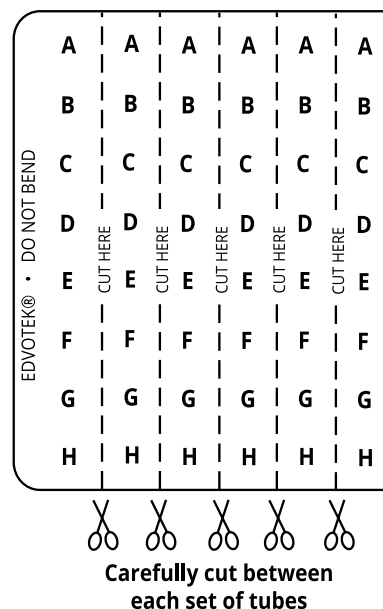 A A A A A A
B B B B B B
C C C C C C
D D D D D D
E E E E E E
F F F F F F
G G G G G G
H H H H H H
EDVOTEK® • DO NOT BEND
CUT HERE
CUT HERE
CUT HERE
CUT HERE
CUT HERE
Carefully cut between
each set of tubes